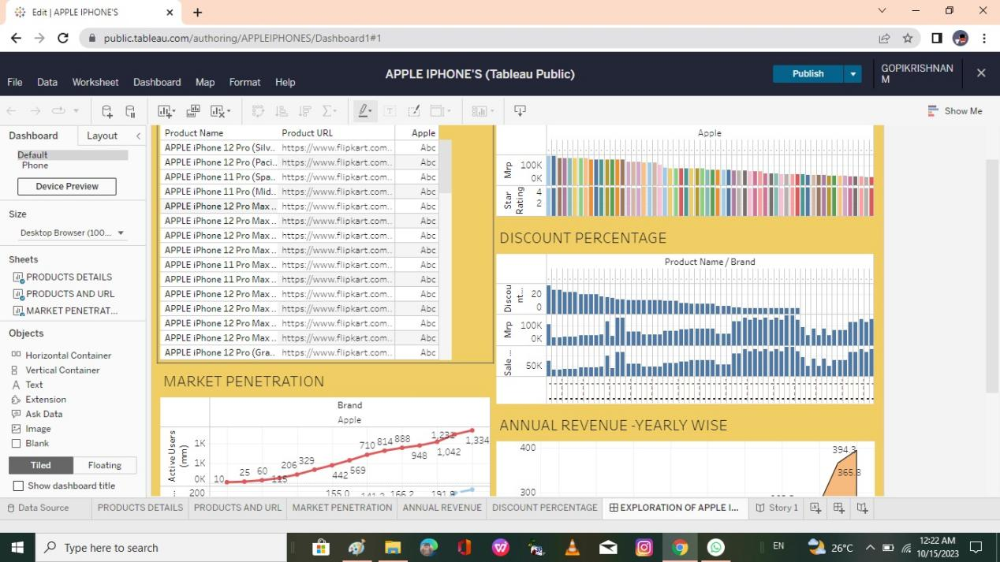 Edit | APPLE IPHONE'S
public.tableau.com/authoring/APPLEIPHONES/Dashboard1#1
File Data Worksheet Dashboard Map Format Help
APPLE IPHONE'S (Tableau Public)
Publish
GOPIKRISHNAN
M
Show Me
Dashboard Layout
Default
Phone
Device Preview
Size
Desktop Browser (100...
Sheets
PRODUCTS DETAILS
PRODUCTS AND URL
MARKET PENETRAT...
Objects
Horizontal Container
Vertical Container
Text
Extension
Ask Data
Image
Blank
Tiled Floating
Show dashboard title
Product Name Product URL Apple
APPLE iPhone 12 Pro (Silv.. https://www.flipkart.com.. Abc
APPLE iPhone 12 Pro (Paci.. https://www.flipkart.com.. Abc
APPLE iPhone 11 Pro (Spa.. https://www.flipkart.com.. Abc
APPLE iPhone 11 Pro (Mid.. https://www.flipkart.com.. Abc
APPLE iPhone 12 Pro Max .. https://www.flipkart.com.. Abc
APPLE iPhone 12 Pro Max .. https://www.flipkart.com.. Abc
APPLE iPhone 12 Pro Max .. https://www.flipkart.com.. Abc
APPLE iPhone 12 Pro Max .. https://www.flipkart.com.. Abc
APPLE iPhone 11 Pro Max .. https://www.flipkart.com.. Abc
APPLE iPhone 11 Pro Max .. https://www.flipkart.com.. Abc
APPLE iPhone 11 Pro Max .. https://www.flipkart.com.. Abc
APPLE iPhone 12 Pro Max .. https://www.flipkart.com.. Abc
APPLE iPhone 12 Pro Max .. https://www.flipkart.com.. Abc
APPLE iPhone 12 Pro Max .. https://www.flipkart.com.. Abc
APPLE iPhone 12 Pro (Gra.. https://www.flipkart.com.. Abc
MARKET PENETRATION
Brand
Apple
Active Users
(mm)
1K
1K
0K
200
10 25 60 115 206 329 442 569 710 814 888 948 1,042 1,232 1,334
155.0 166.2
Apple
Mrp
100K
0K
Star
Rating
4
2
DISCOUNT PERCENTAGE
Product Name / Brand
Discou
nt...
20
0
Mrp
100K
0K
Sale ...
50K
ANNUAL REVENUE -YEARLY WISE
400
300
394.3
365.8
Data Source PRODUCTS DETAILS PRODUCTS AND URL MARKET PENETRATION ANNUAL REVENUE DISCOUNT PERCENTAGE EXPLORATION OF APPLE I... Story 1
Type here to search
EN
26°C
12:22 AM
10/15/2023